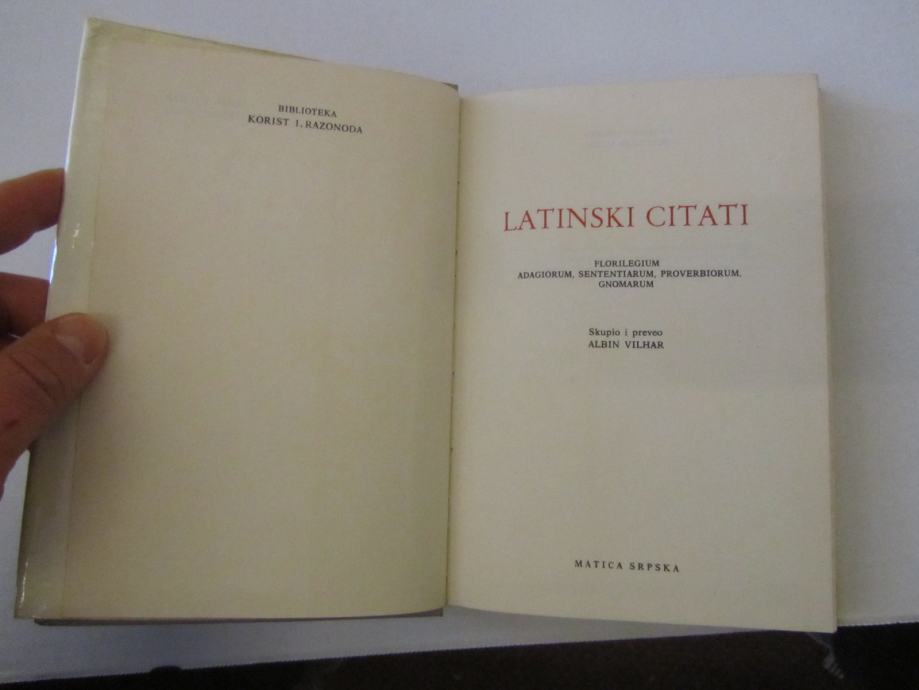 BIBLIOTEKA
KORIST I RAZONODA
LATINSKI CITATI
FLORILEGIUM
ADAGIORUM, SENTENTIARUM, PROVERBIORUM,
GNOMARUM
Skupio i preveo
ALBIN VILHAR
MATICA SRPSKA